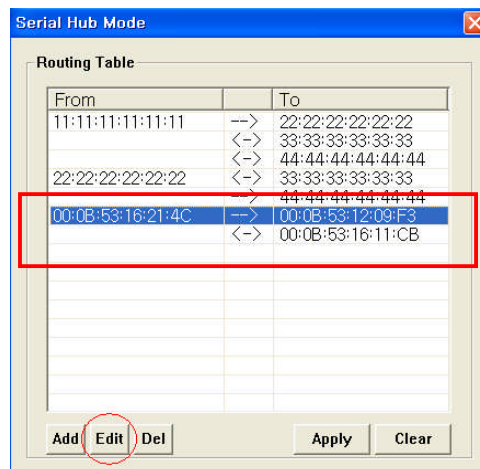 Serial Hub Mode
Routing Table
From To
11:11:11:11:11:11 --> 22:22:22:22:22:22
<-> 33:33:33:33:33:33
<-> 44:44:44:44:44:44
22:22:22:22:22:22 <-> 33:33:33:33:33:33
--> 44:44:44:44:44:44
00:0B:53:16:21:4C --> 00:0B:53:12:09:F3
<-> 00:0B:53:16:11:CB
Add Edit Del Apply Clear